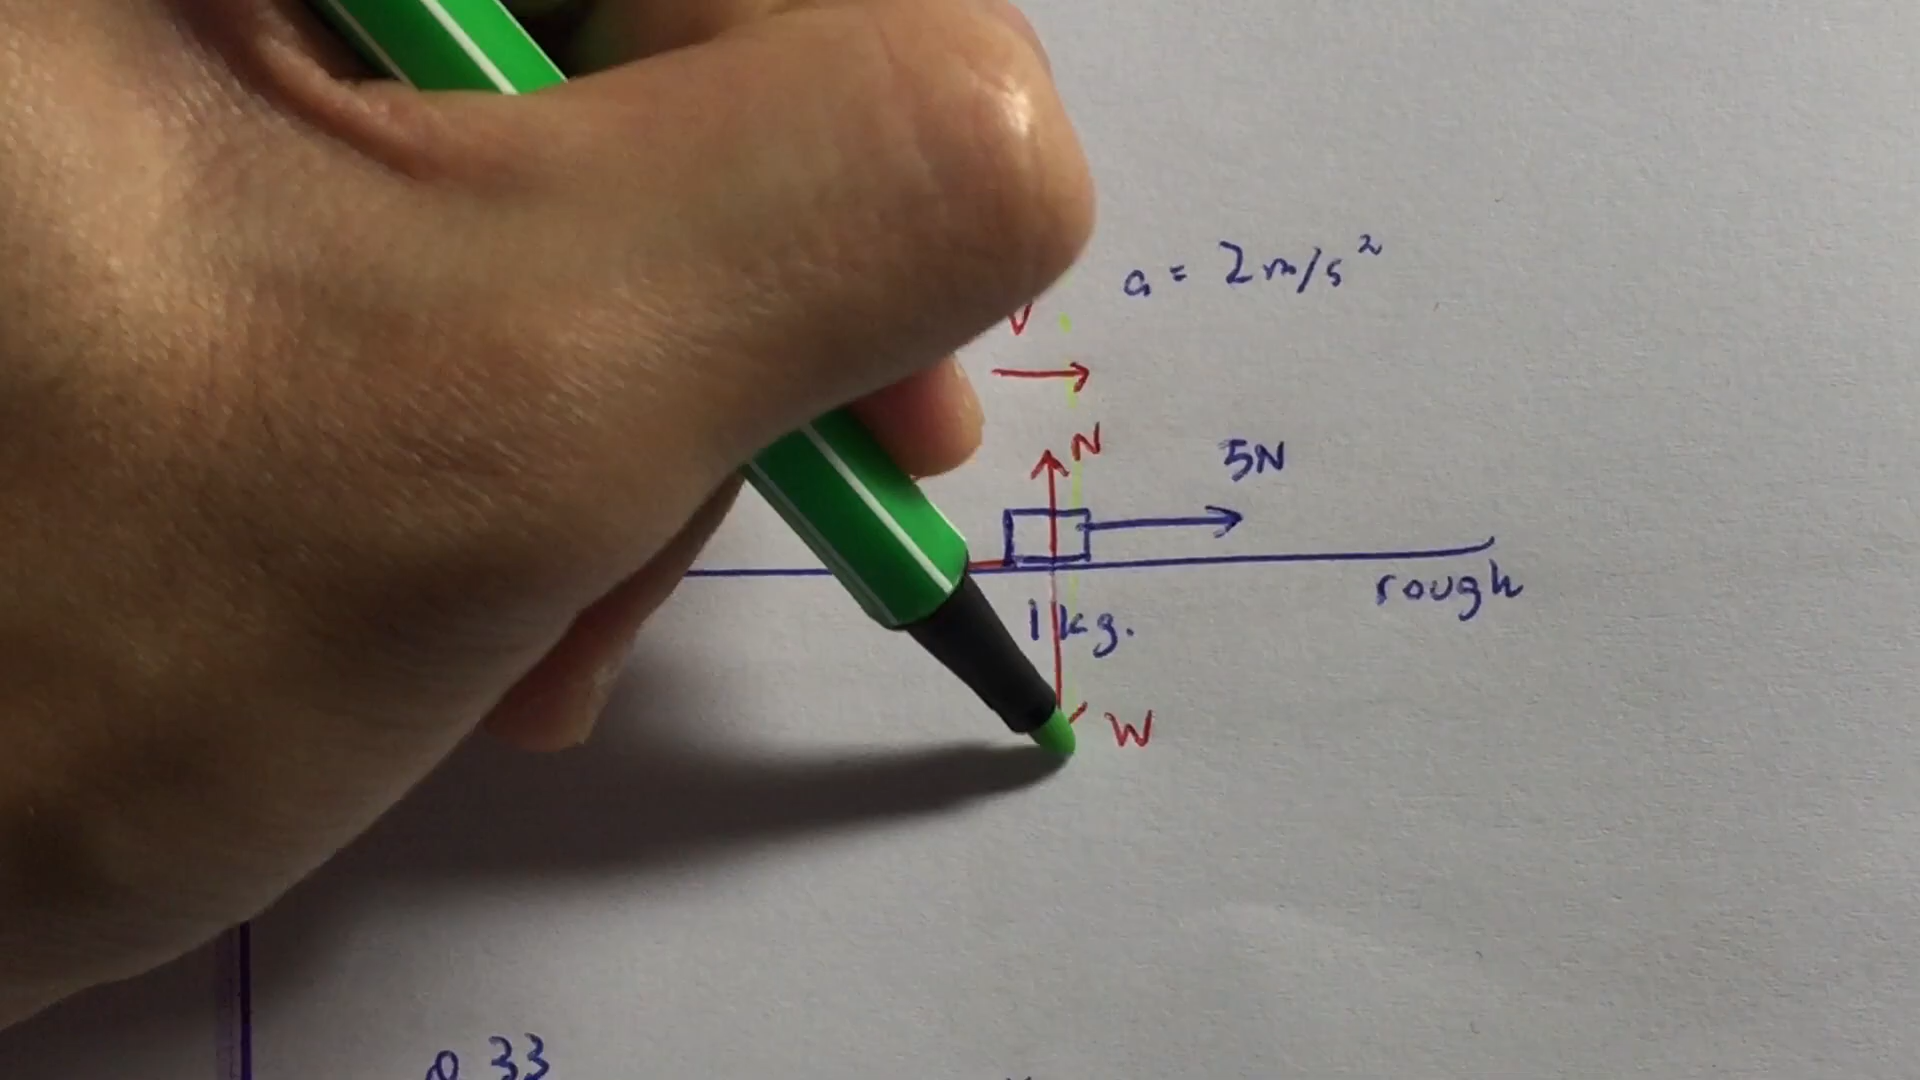 a = 2m/s²
V
N
5N
rough
1kg.
W
0.33